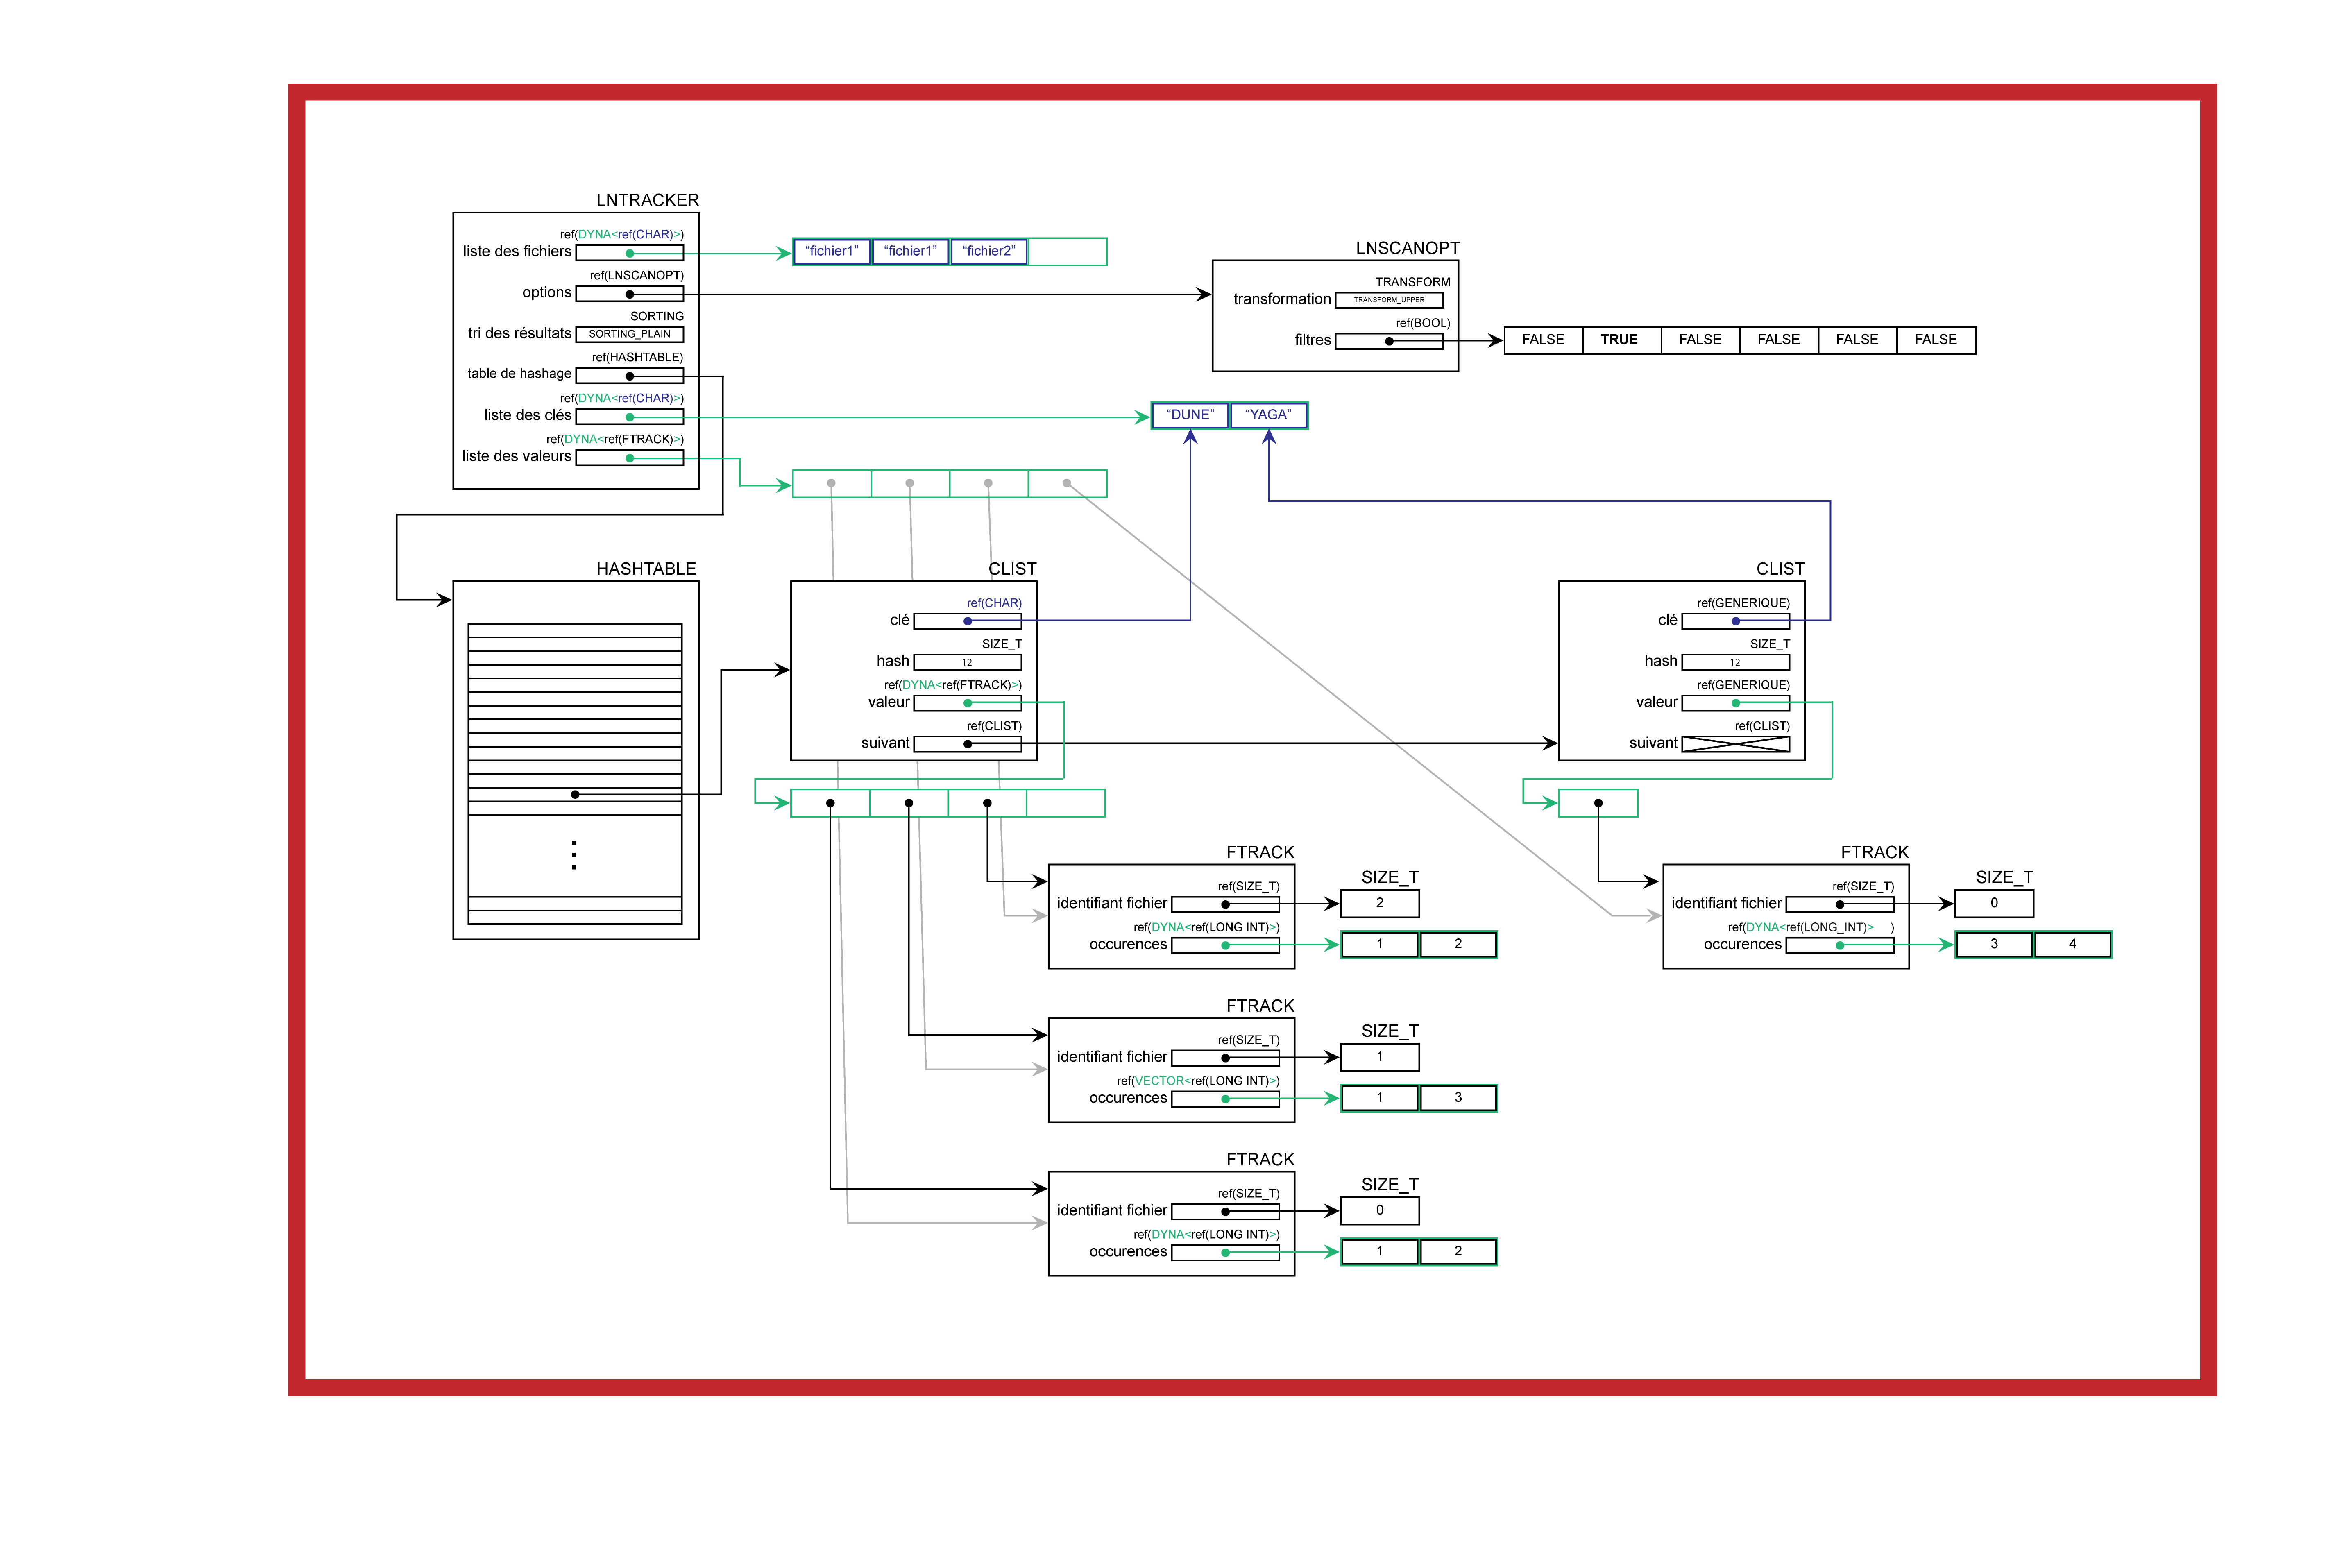 LNTRACKER
ref(DYNA<ref(CHAR)>)
liste des fichiers
“fichier1” “fichier1” “fichier2”
ref(LNSCANOPT)
options
SORTING
tri des résultats SORTING_PLAIN
ref(HASHTABLE)
table de hashage
ref(DYNA<ref(CHAR)>)
liste des clés
ref(DYNA<ref(FTRACK)>)
liste des valeurs
LNSCANOPT
TRANSFORM
transformation TRANSFORM_UPPER
ref(BOOL)
filtres
FALSE TRUE FALSE FALSE FALSE FALSE
“DUNE” “YAGA”
HASHTABLE
CLIST
ref(CHAR)
clé
SIZE_T
hash 12
ref(DYNA<ref(FTRACK)>)
valeur
ref(CLIST)
suivant
CLIST
ref(GENERIQUE)
clé
SIZE_T
hash 12
ref(GENERIQUE)
valeur
ref(CLIST)
suivant
FTRACK
ref(SIZE_T)
identifiant fichier
SIZE_T
2
ref(DYNA<ref(LONG INT)>)
occurences
1 2
FTRACK
ref(SIZE_T)
identifiant fichier
SIZE_T
0
ref(DYNA<ref(LONG_INT)> )
occurences
3 4
FTRACK
ref(SIZE_T)
identifiant fichier
SIZE_T
1
ref(VECTOR<ref(LONG INT)>)
occurences
1 3
FTRACK
ref(SIZE_T)
identifiant fichier
SIZE_T
0
ref(DYNA<ref(LONG INT)>)
occurences
1 2